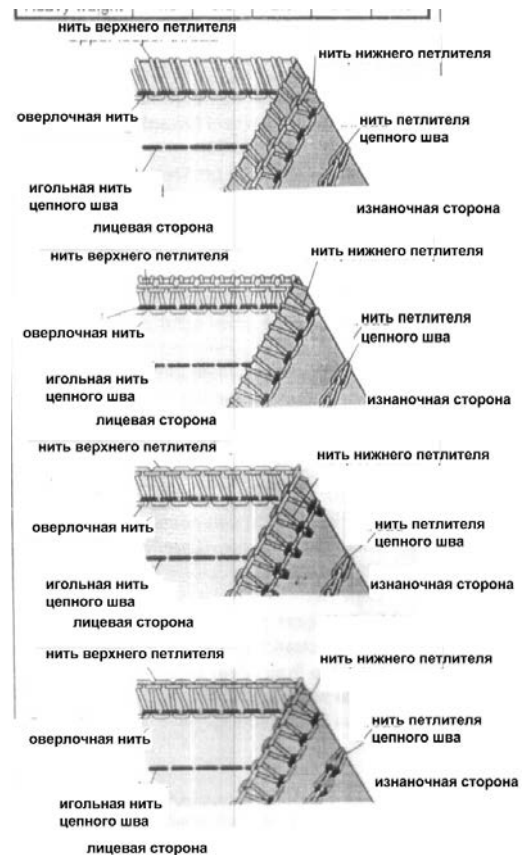 Heavy weight
нить верхнего петлителя
нить нижнего петлителя
оверлочная нить
нить петлителя
цепного шва
игольная нить
цепного шва
изнаночная сторона
лицевая сторона
нить верхнего петлителя
нить нижнего петлителя
нить петлителя
цепного шва
оверлочная нить
игольная нить
цепного шва
изнаночная сторона
лицевая сторона
нить верхнего петлителя
нить нижнего петлителя
оверлочная нить
нить петлителя
цепного шва
игольная нить
цепного шва
изнаночная сторона
лицевая сторона
нить верхнего петлителя
нить нижнего петлителя
оверлочная нить
нить петлителя
цепного шва
изнаночная сторона
игольная нить
цепного шва
лицевая сторона